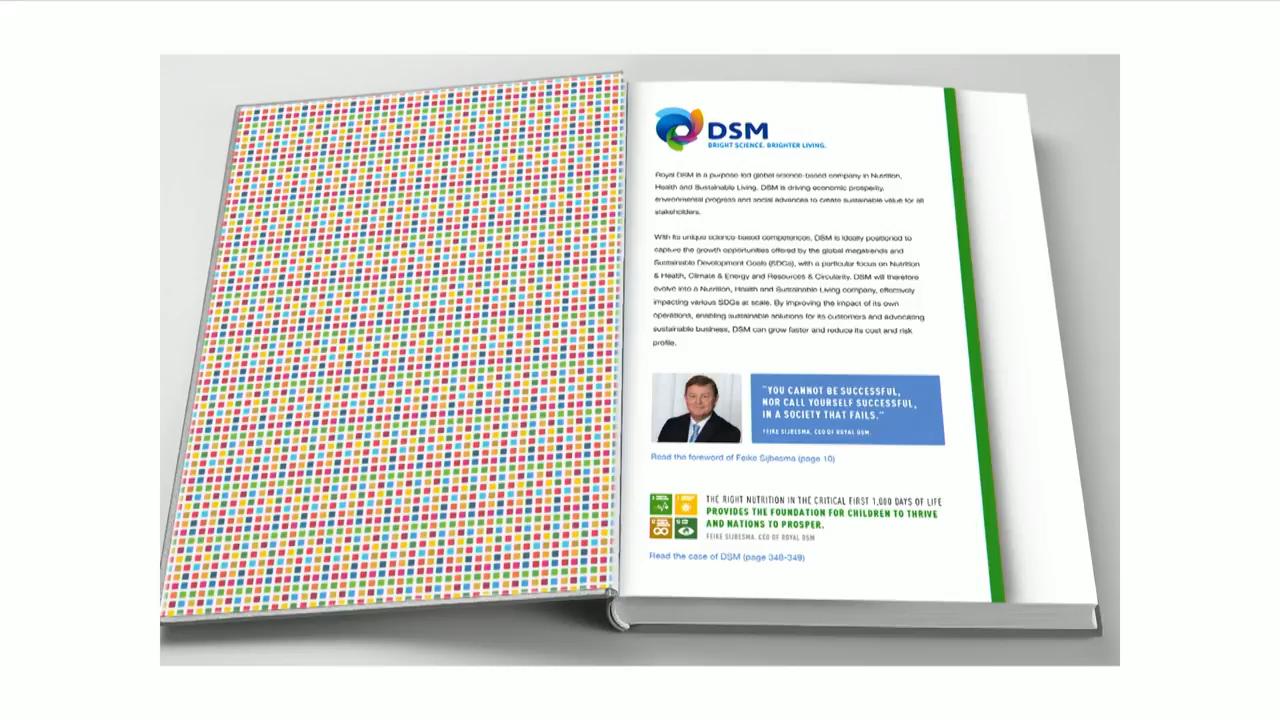 DSM
BRIGHT SCIENCE. BRIGHTER LIVING.
Royal DSM is a purpose-led global science-based company in Nutrition,
Health and Sustainable Living. DSM is driving economic prosperity,
environmental progress and social advances to create sustainable value for all
stakeholders.
With its unique science-based competences, DSM is ideally positioned to
capture the growth opportunities offered by the global megatrends and
Sustainable Development Goals (SDGs), with a particular focus on Nutrition
& Health, Climate & Energy and Resources & Circularity. DSM will therefore
evolve into a Nutrition, Health and Sustainable Living company, effectively
impacting various SDGs at scale. By improving the impact of its own
operations, enabling sustainable solutions for its customers and advocating
sustainable business, DSM can grow faster and reduce its cost and risk
profile.
"YOU CANNOT BE SUCCESSFUL,
NOR CALL YOURSELF SUCCESSFUL,
IN A SOCIETY THAT FAILS."
FEIKE SIJBESMA, CEO OF ROYAL DSM
Read the foreword of Feike Sijbesma (page 10)
THE RIGHT NUTRITION IN THE CRITICAL FIRST 1,000 DAYS OF LIFE
PROVIDES THE FOUNDATION FOR CHILDREN TO THRIVE
AND NATIONS TO PROSPER.
FEIKE SIJBESMA, CEO OF ROYAL DSM
Read the case of DSM (page 348-349)